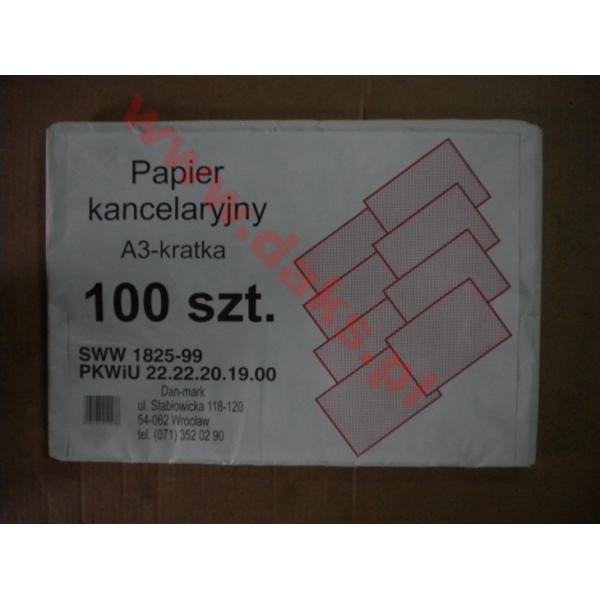 Papier
kancelaryjny
A3-kratka
100 szt.
SWW 1825-99
PKWiU 22.22.20.19.00
Dan-mark
ul. Stabłowicka 118-120
54-062 Wrocław
tel. (071) 352 02 90
www.daks.pl